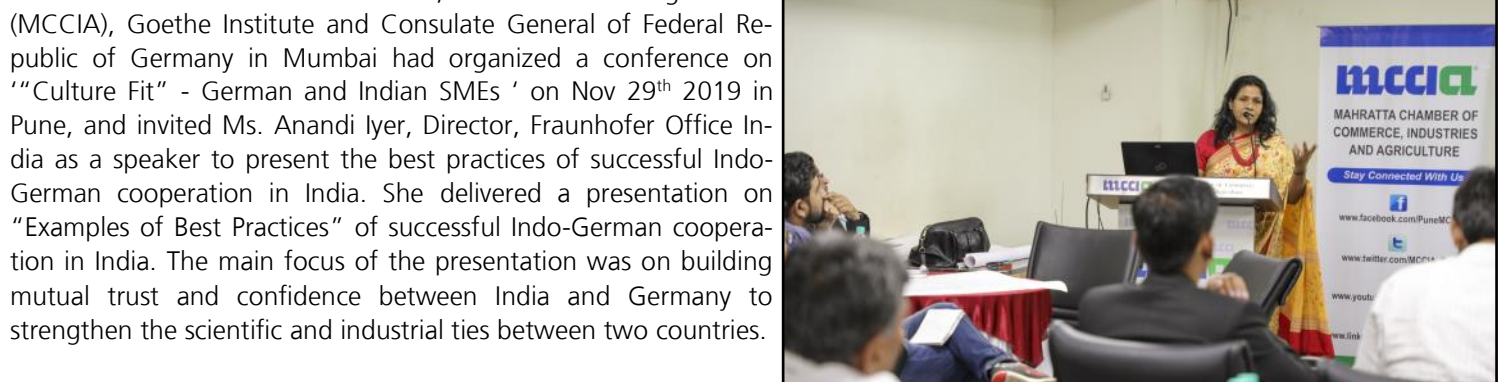 (MCCIA), Goethe Institute and Consulate General of Federal Re-
public of Germany in Mumbai had organized a conference on
‘“Culture Fit” - German and Indian SMEs ‘ on Nov 29th 2019 in
Pune, and invited Ms. Anandi Iyer, Director, Fraunhofer Office In-
dia as a speaker to present the best practices of successful Indo-
German cooperation in India. She delivered a presentation on
“Examples of Best Practices” of successful Indo-German coopera-
tion in India. The main focus of the presentation was on building
mutual trust and confidence between India and Germany to
strengthen the scientific and industrial ties between two countries.
mccia
MAHRATTA CHAMBER OF
COMMERCE, INDUSTRIES
AND AGRICULTURE
Stay Connected With Us
www.facebook.com/PuneMC
www.twitter.com/MCCIA
www.youtu
www.link
mccia